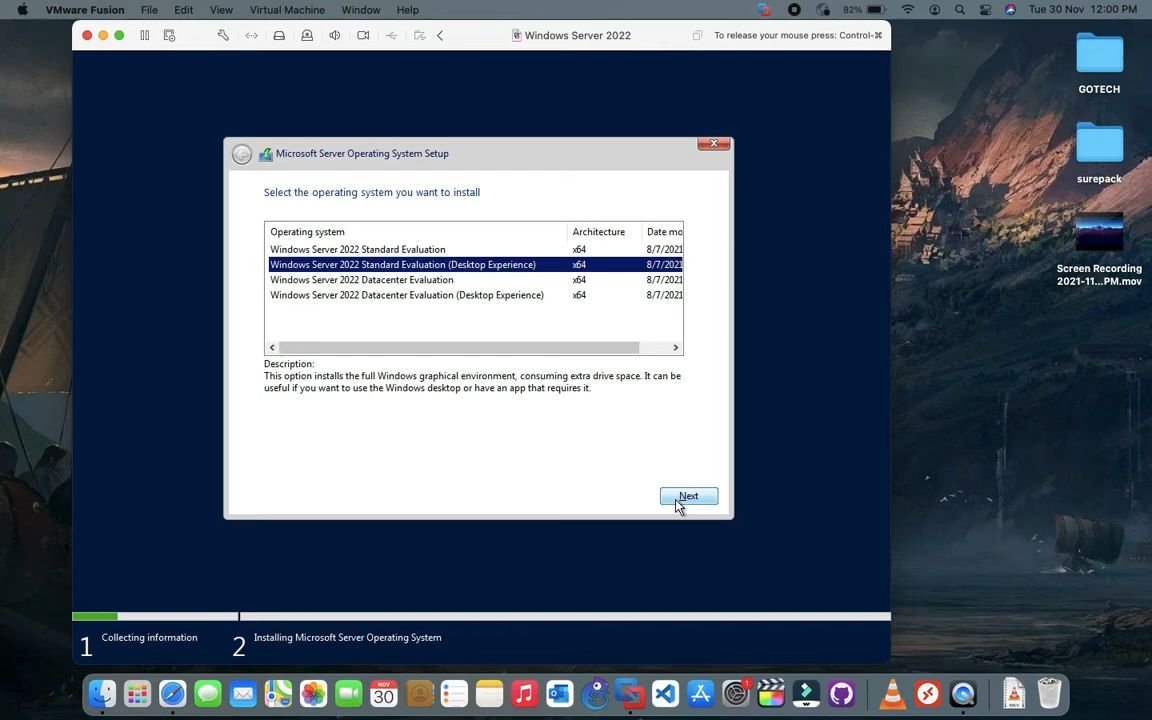 VMware Fusion File Edit View Virtual Machine Window Help 82% Tue 30 Nov 12:00 PM
Windows Server 2022 To release your mouse press: Control-⌘
GOTECH
surepack
Screen Recording
2021-11...PM.mov
Microsoft Server Operating System Setup
Select the operating system you want to install
Operating system Architecture Date mo
Windows Server 2022 Standard Evaluation x64 8/7/2021
Windows Server 2022 Standard Evaluation (Desktop Experience) x64 8/7/2021
Windows Server 2022 Datacenter Evaluation x64 8/7/2021
Windows Server 2022 Datacenter Evaluation (Desktop Experience) x64 8/7/2021
Description:
This option installs the full Windows graphical environment, consuming extra drive space. It can be
useful if you want to use the Windows desktop or have an app that requires it.
Next
1 Collecting information 2 Installing Microsoft Server Operating System
NOV
30
1